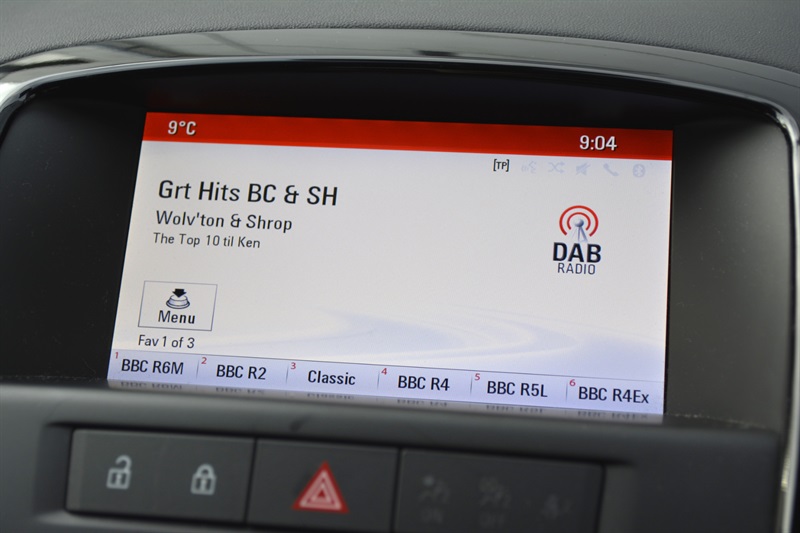 9°C 9:04
[TP]
Grt Hits BC & SH
Wolv'ton & Shrop
The Top 10 til Ken
DAB
RADIO
Menu
Fav 1 of 3
1 BBC R6M 2 BBC R2 3 Classic 4 BBC R4 5 BBC R5L 6 BBC R4Ex
ON OFF